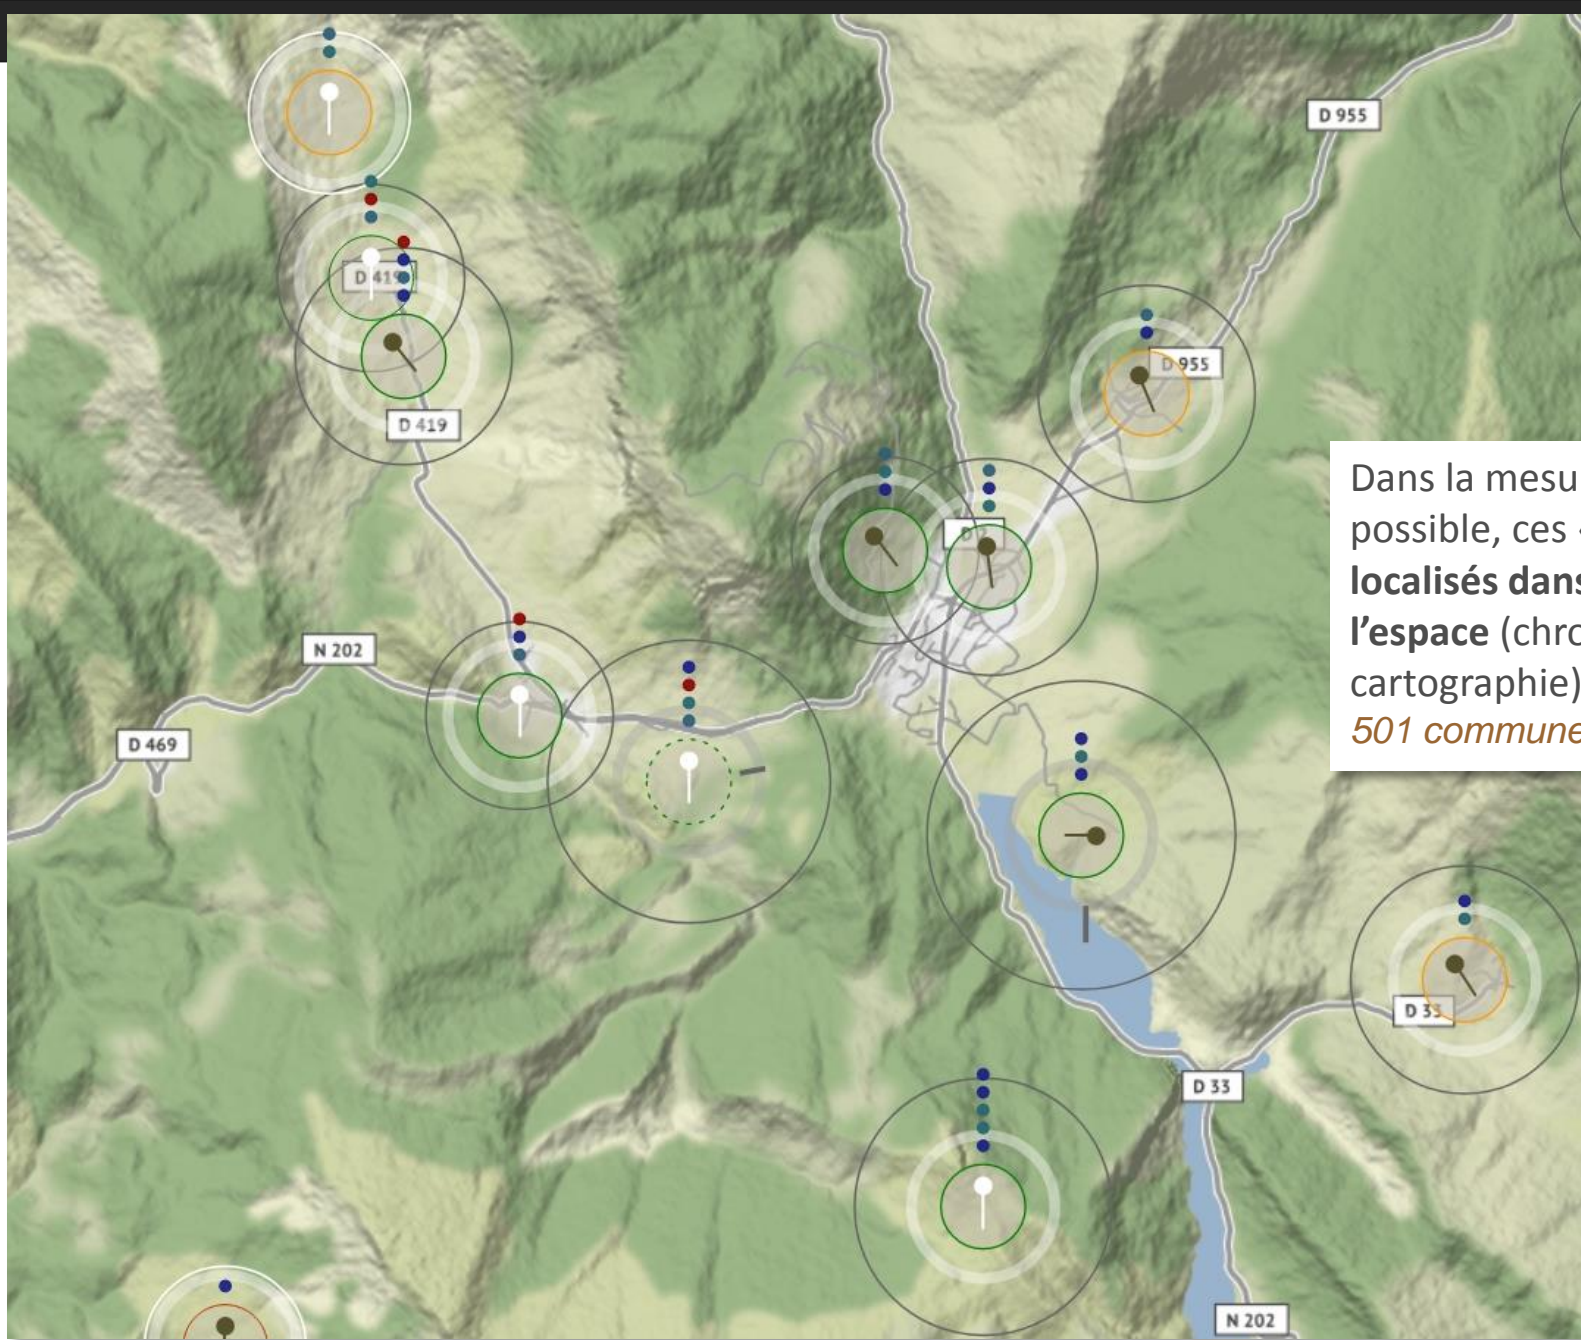 D 955
D 419
D 955
D 419
Dans la mesu
possible, ces
localisés dans
l'espace (chro
cartographie)
501 commune
N 202
D 469
D 33
D 33
N 202